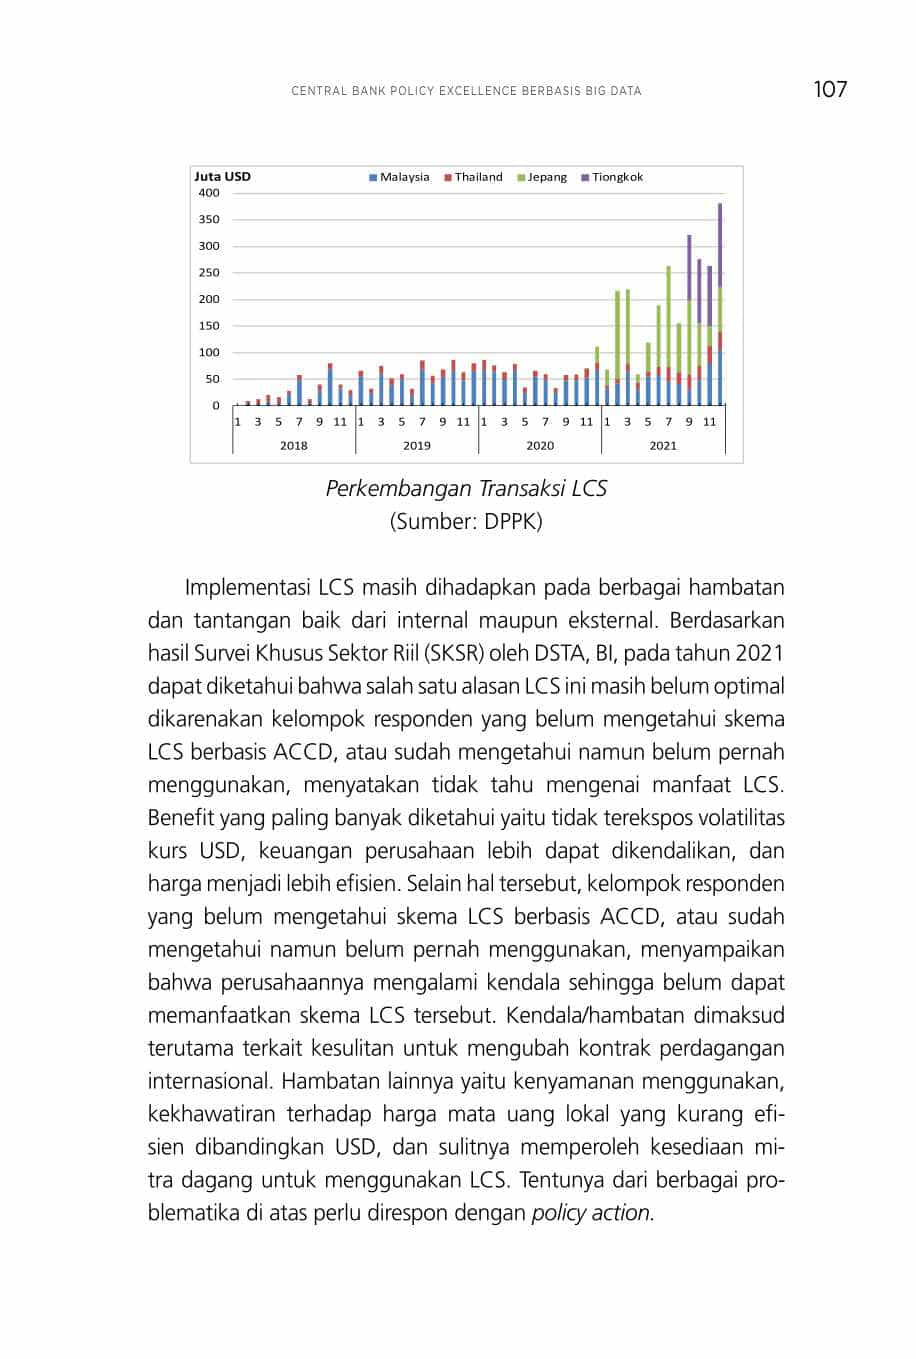 CENTRAL BANK POLICY EXCELLENCE BERBASIS BIG DATA 107
Juta USD Malaysia Thailand Jepang Tiongkok
400
350
300
250
200
150
100
50
0
1 3 5 7 9 11 1 3 5 7 9 11 1 3 5 7 9 11 1 3 5 7 9 11
2018 2019 2020 2021
Perkembangan Transaksi LCS
(Sumber: DPPK)
Implementasi LCS masih dihadapkan pada berbagai hambatan
dan tantangan baik dari internal maupun eksternal. Berdasarkan
hasil Survei Khusus Sektor Riil (SKSR) oleh DSTA, BI, pada tahun 2021
dapat diketahui bahwa salah satu alasan LCS ini masih belum optimal
dikarenakan kelompok responden yang belum mengetahui skema
LCS berbasis ACCD, atau sudah mengetahui namun belum pernah
menggunakan, menyatakan tidak tahu mengenai manfaat LCS.
Benefit yang paling banyak diketahui yaitu tidak terekspos volatilitas
kurs USD, keuangan perusahaan lebih dapat dikendalikan, dan
harga menjadi lebih efisien. Selain hal tersebut, kelompok responden
yang belum mengetahui skema LCS berbasis ACCD, atau sudah
mengetahui namun belum pernah menggunakan, menyampaikan
bahwa perusahaannya mengalami kendala sehingga belum dapat
memanfaatkan skema LCS tersebut. Kendala/hambatan dimaksud
terutama terkait kesulitan untuk mengubah kontrak perdagangan
internasional. Hambatan lainnya yaitu kenyamanan menggunakan,
kekhawatiran terhadap harga mata uang lokal yang kurang efi-
sien dibandingkan USD, dan sulitnya memperoleh kesediaan mi-
tra dagang untuk menggunakan LCS. Tentunya dari berbagai pro-
blematika di atas perlu direspon dengan policy action.